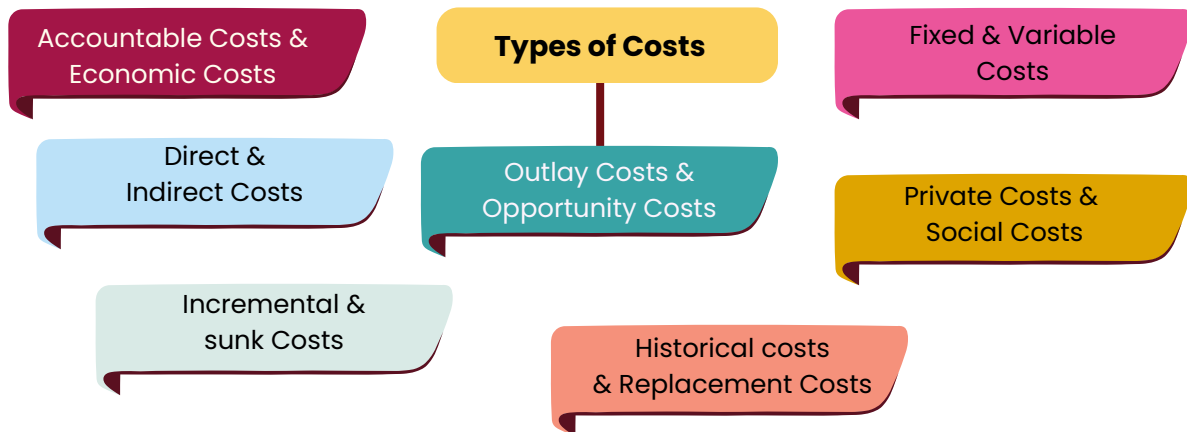 Types of Costs
Accountable Costs &
Economic Costs
Fixed & Variable
Costs
Direct &
Indirect Costs
Outlay Costs &
Opportunity Costs
Private Costs &
Social Costs
Incremental &
sunk Costs
Historical costs
& Replacement Costs